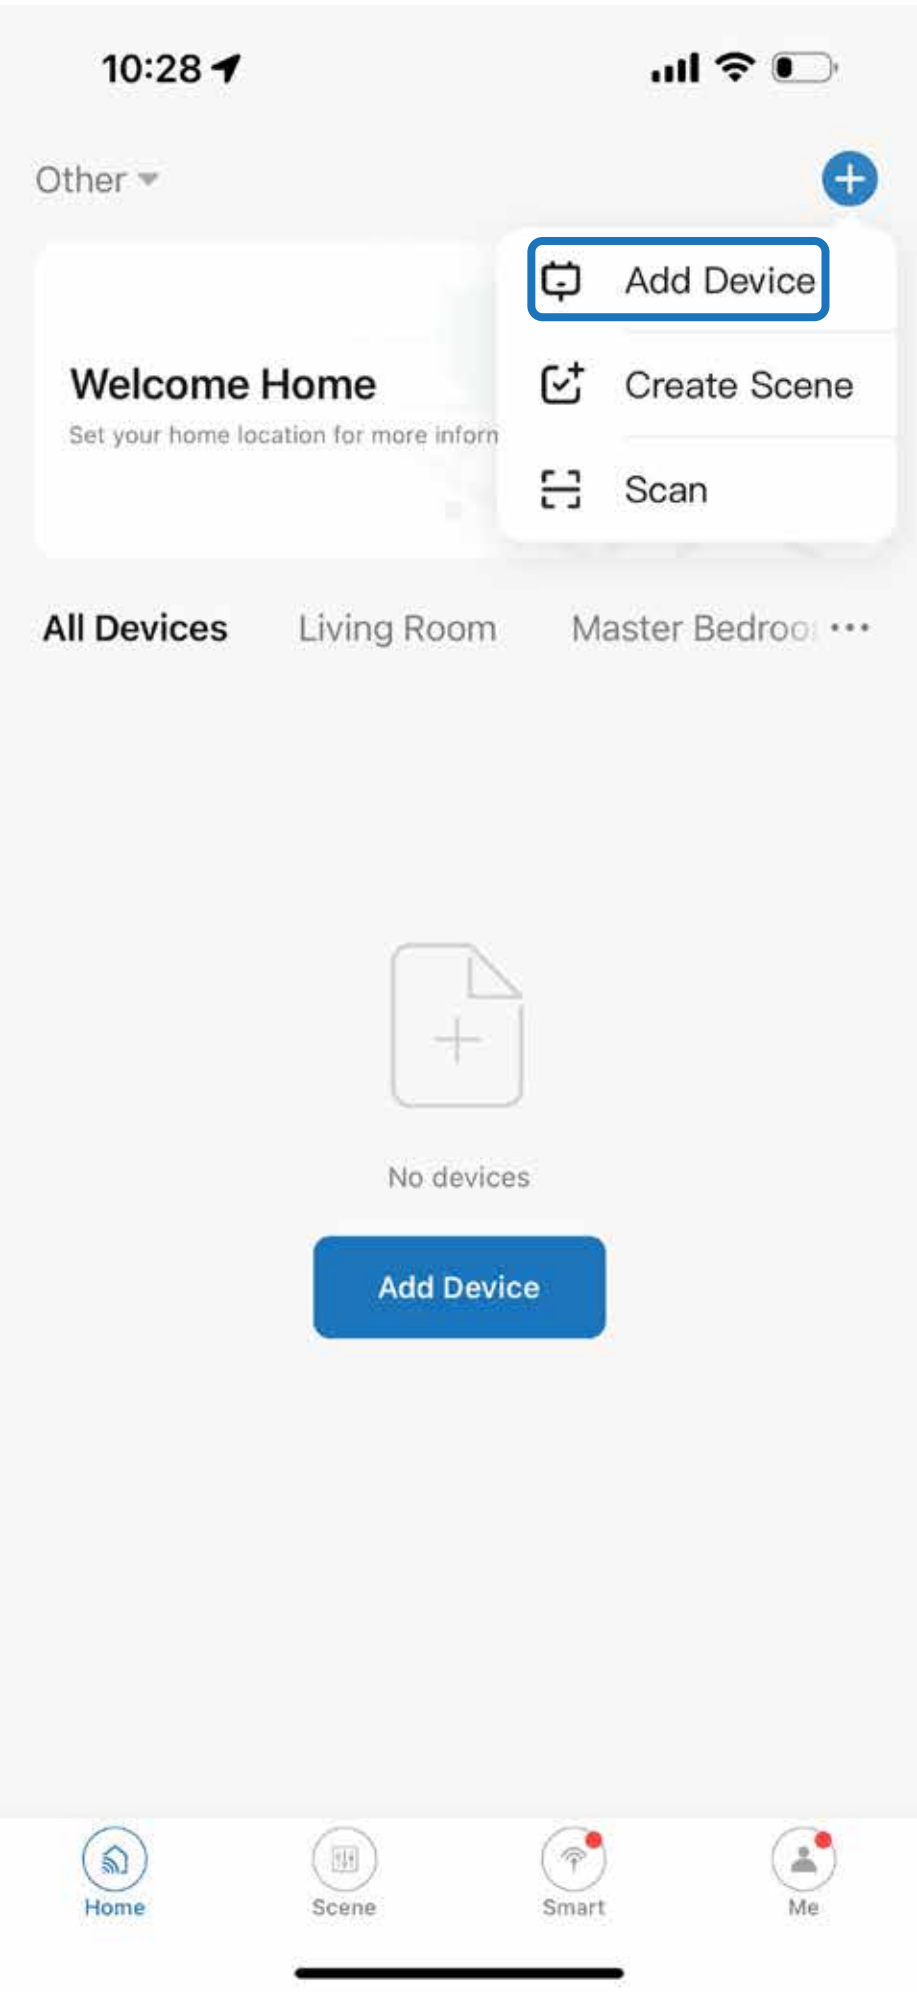 10:28
Other
Add Device
Create Scene
Scan
Welcome Home
Set your home location for more inforn
All Devices Living Room Master Bedroo
No devices
Add Device
Home Scene Smart Me